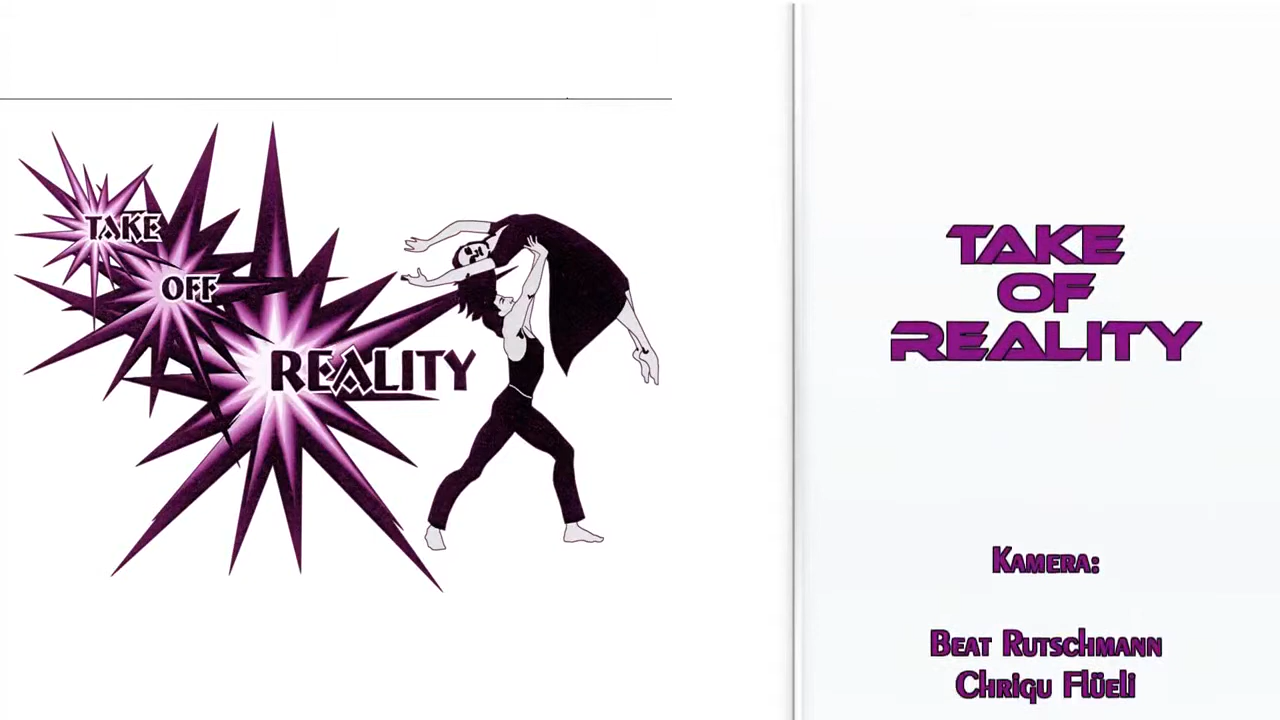 TAKE
OFF
REALITY
TAKE
OF
REALITY
Kamera:
Beat Rutschmann
Chrigu Flüeli